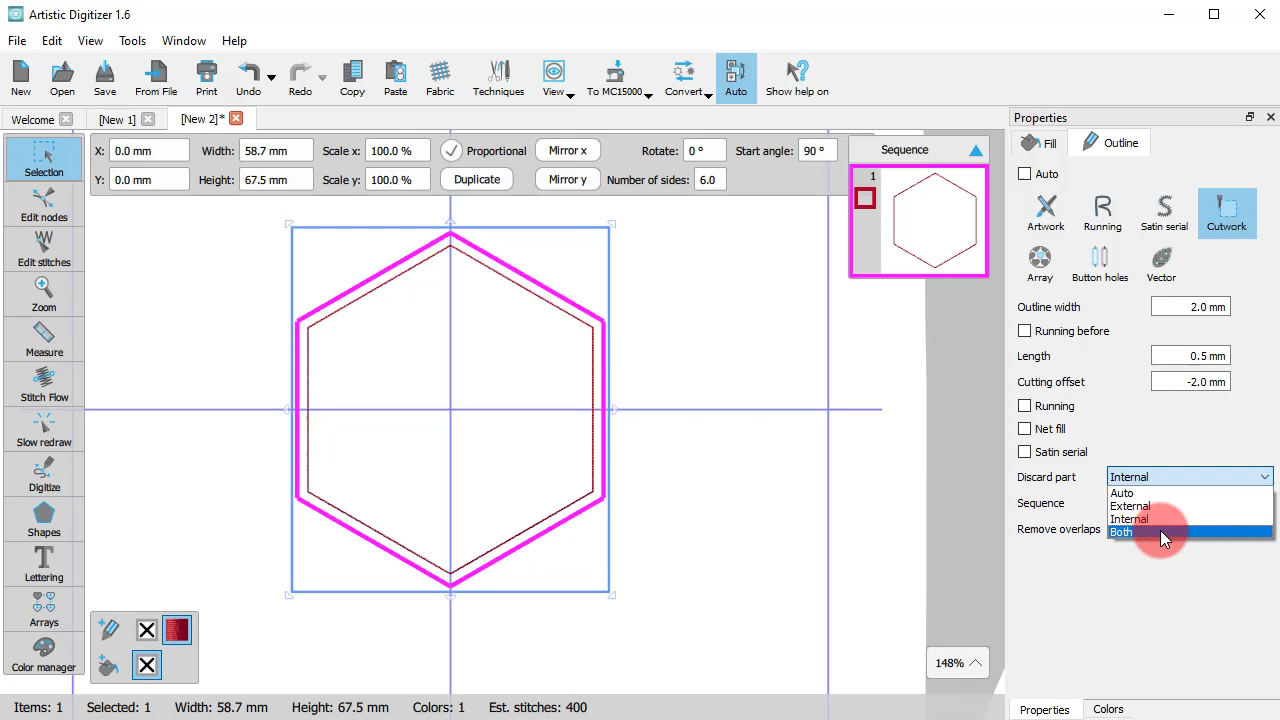 Artistic Digitizer 1.6
File Edit View Tools Window Help
New Open Save From File Print Undo Redo Copy Paste Fabric Techniques View To MC15000 Convert Auto Show help on
Welcome [New 1] [New 2]*
X: 0.0 mm Width: 58.7 mm Scale x: 100.0 % Proportional Mirror x Rotate: 0 ° Start angle: 90 °
Y: 0.0 mm Height: 67.5 mm Scale y: 100.0 % Duplicate Mirror y Number of sides: 6.0
Sequence
1
Selection
Edit nodes
Edit stitches
Zoom
Measure
Stitch Flow
Slow redraw
Digitize
Shapes
Lettering
Arrays
Color manager
148%
Properties
Fill Outline
Auto
Artwork Running Satin serial Cutwork
Array Button holes Vector
Outline width 2.0 mm
Running before
Length 0.5 mm
Cutting offset -2.0 mm
Running
Net fill
Satin serial
Discard part Internal
Auto
External
Internal
Both
Sequence
Remove overlaps
Properties Colors
Items: 1 Selected: 1 Width: 58.7 mm Height: 67.5 mm Colors: 1 Est. stitches: 400